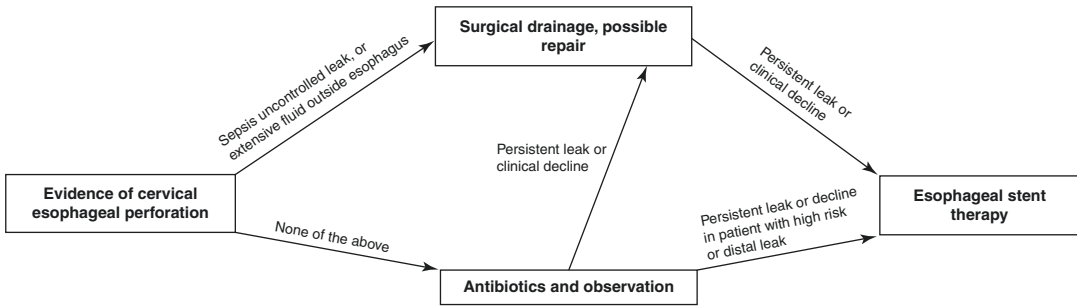 Surgical drainage, possible
repair
Sepsis uncontrolled leak, or
extensive fluid outside esophagus
Persistent leak or
clinical decline
Persistent leak or
clinical decline
Evidence of cervical
esophageal perforation
Esophageal stent
therapy
None of the above
Persistent leak or decline
in patient with high risk
or distal leak
Antibiotics and observation